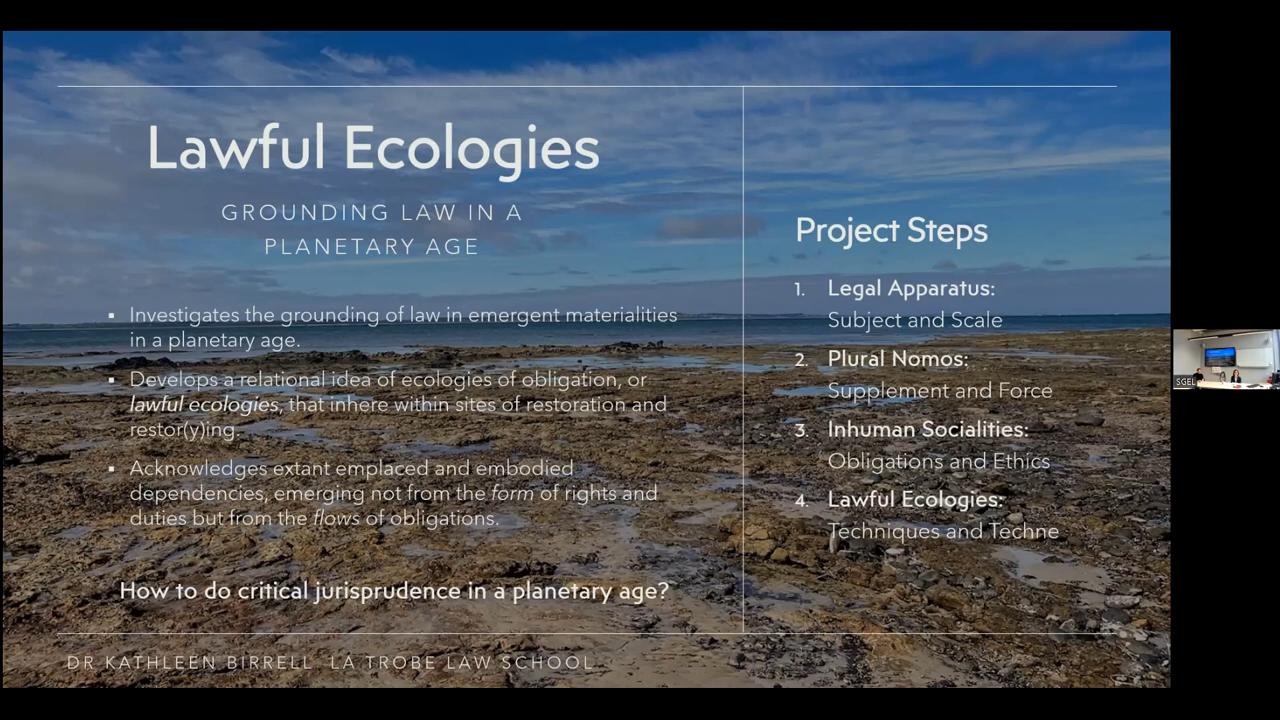 Lawful Ecologies
GROUNDING LAW IN A
PLANETARY AGE
▪ Investigates the grounding of law in emergent materialities
in a planetary age.
▪ Develops a relational idea of ecologies of obligation, or
lawful ecologies, that inhere within sites of restoration and
restor(y)ing.
▪ Acknowledges extant emplaced and embodied
dependencies, emerging not from the form of rights and
duties but from the flows of obligations.
How to do critical jurisprudence in a planetary age?
Project Steps
1. Legal Apparatus:
Subject and Scale
2. Plural Nomos:
Supplement and Force
3. Inhuman Socialities:
Obligations and Ethics
4. Lawful Ecologies:
Techniques and Techne
DR KATHLEEN BIRRELL LA TROBE LAW SCHOOL